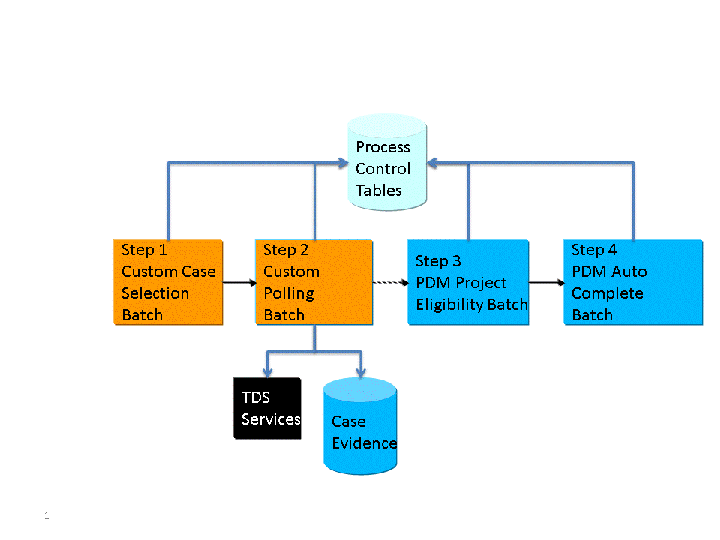 Process
Control
Tables
Step 1
Custom Case
Selection
Batch
Step 2
Custom
Polling
Batch
Step 3
PDM Project
Eligibility Batch
Step 4
PDM Auto
Complete
Batch
TDS
Services
Case
Evidence
1